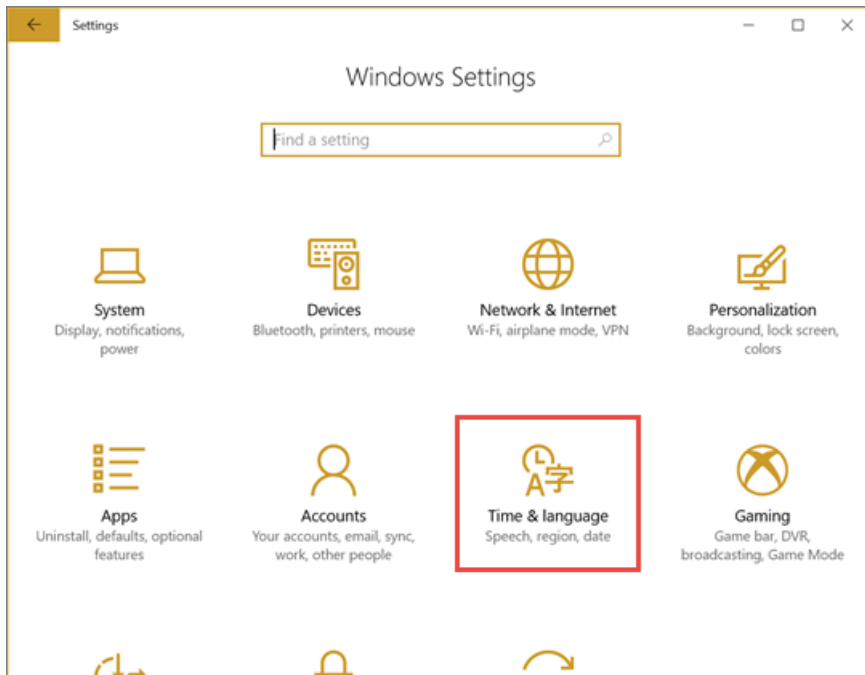 Settings
Windows Settings
Find a setting
System
Display, notifications,
power
Devices
Bluetooth, printers, mouse
Network & Internet
Wi-Fi, airplane mode, VPN
Personalization
Background, lock screen,
colors
Apps
Uninstall, defaults, optional
features
Accounts
Your accounts, email, sync,
work, other people
A字
Time & language
Speech, region, date
Gaming
Game bar, DVR,
broadcasting, Game Mode